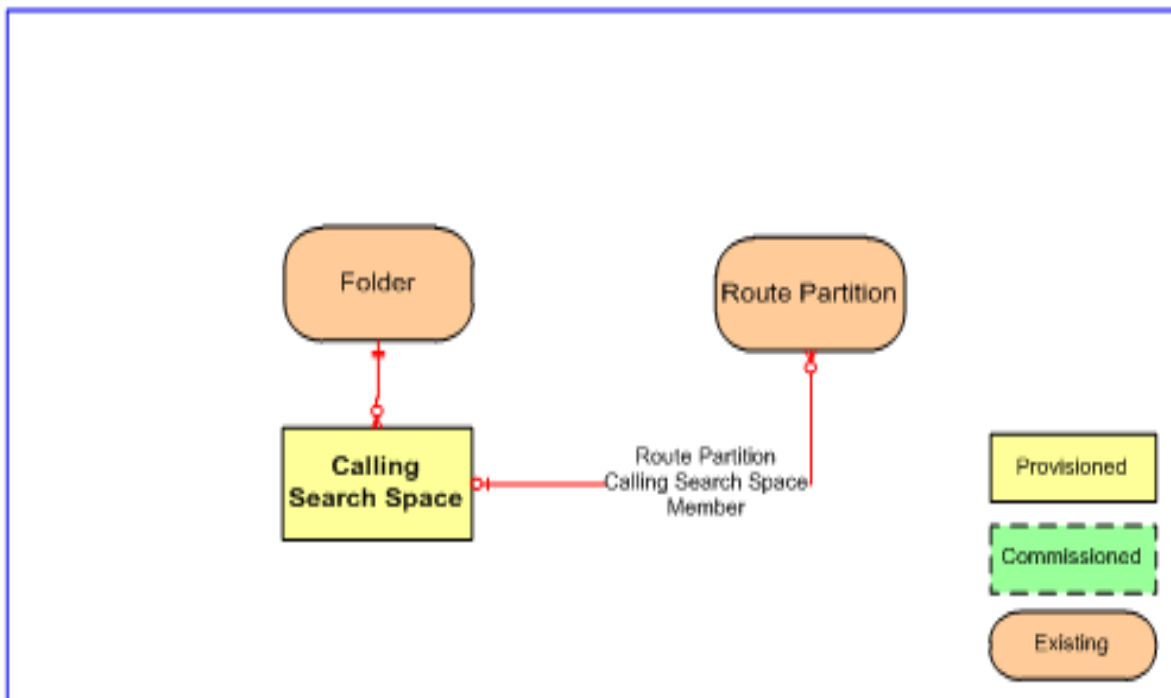 Folder
Route Partition
Calling
Search Space
Route Partition
Calling Search Space
Member
Provisioned
Commissioned
Existing